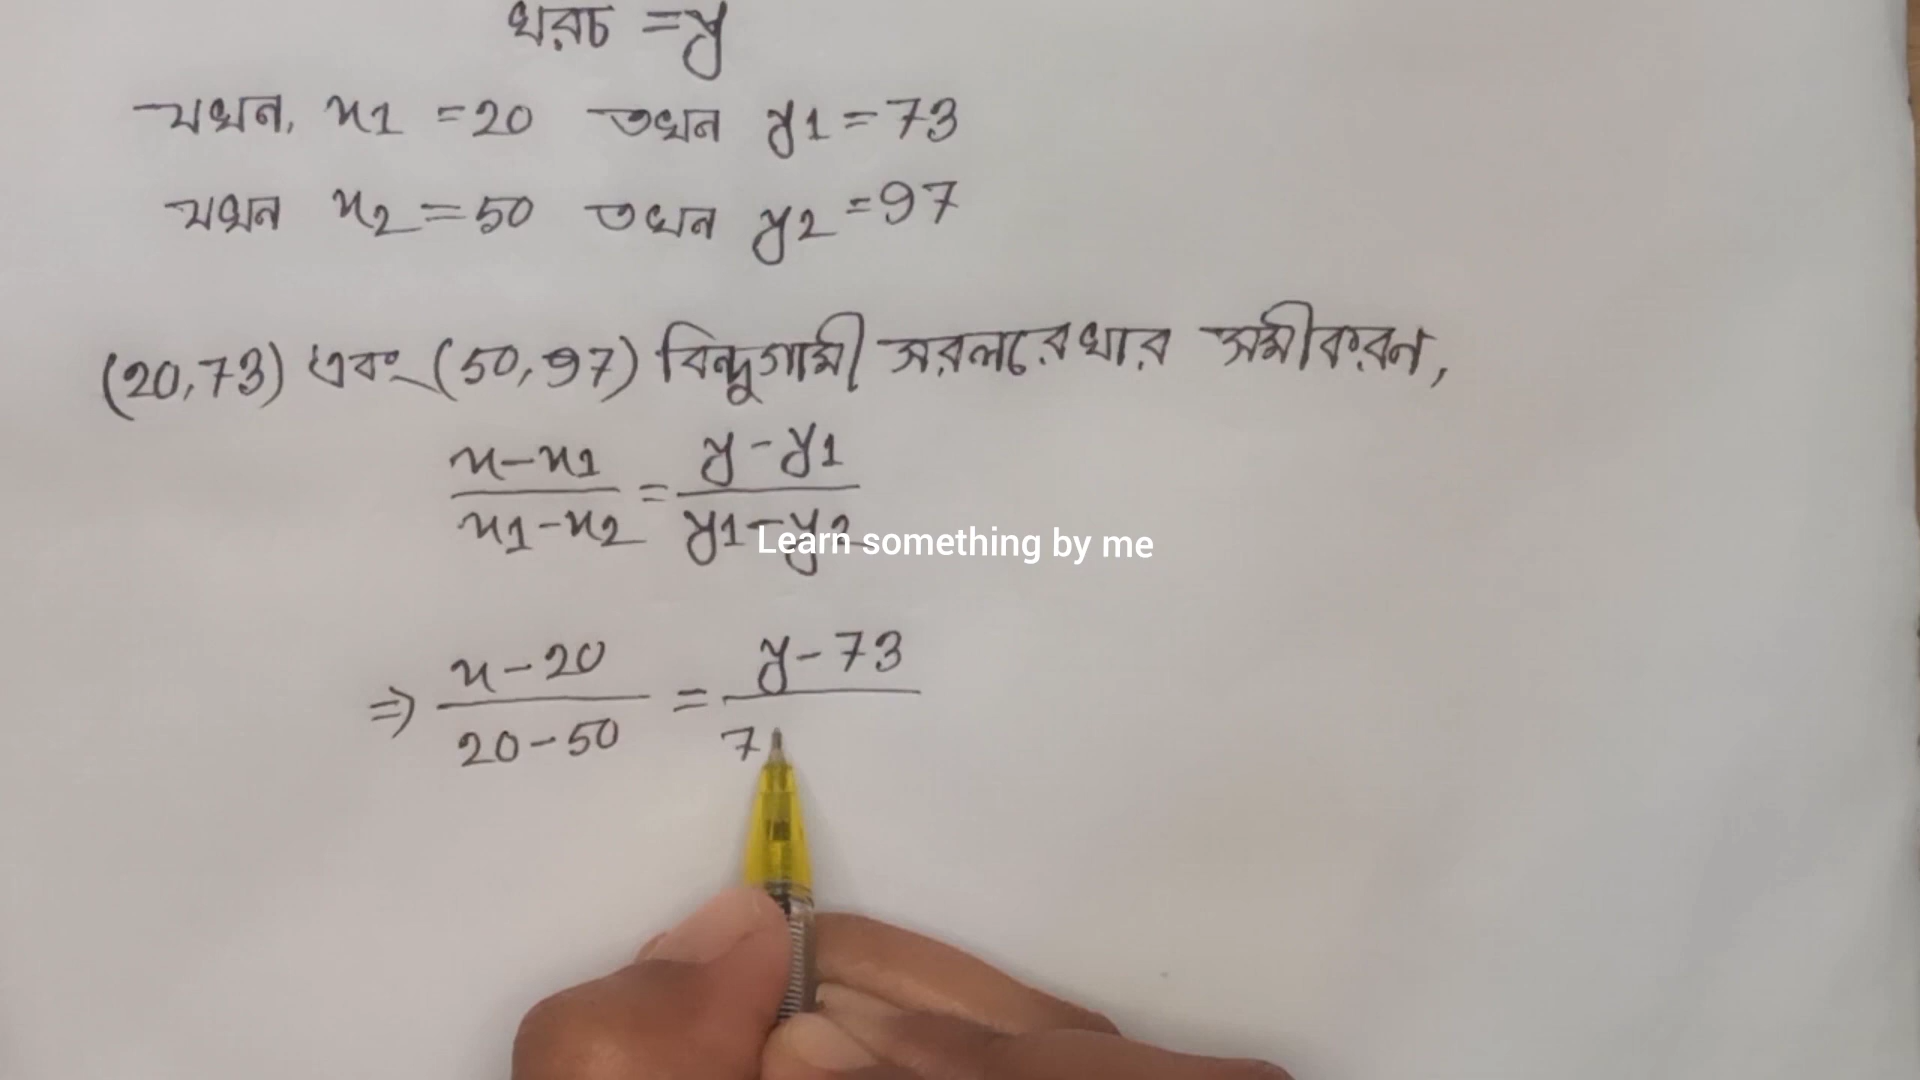 খরচ = y
যখন, x1 = 20 তখন y1 = 73
যখন x2 = 50 তখন y2 = 97
(20,73) এবং (50,97) বিন্দুগামী সরলরেখার সমীকরন,
x-x1/x1-x2 = y-y1/y1-y2
Learn something by me
⇒ x-20/20-50 = y-73/7